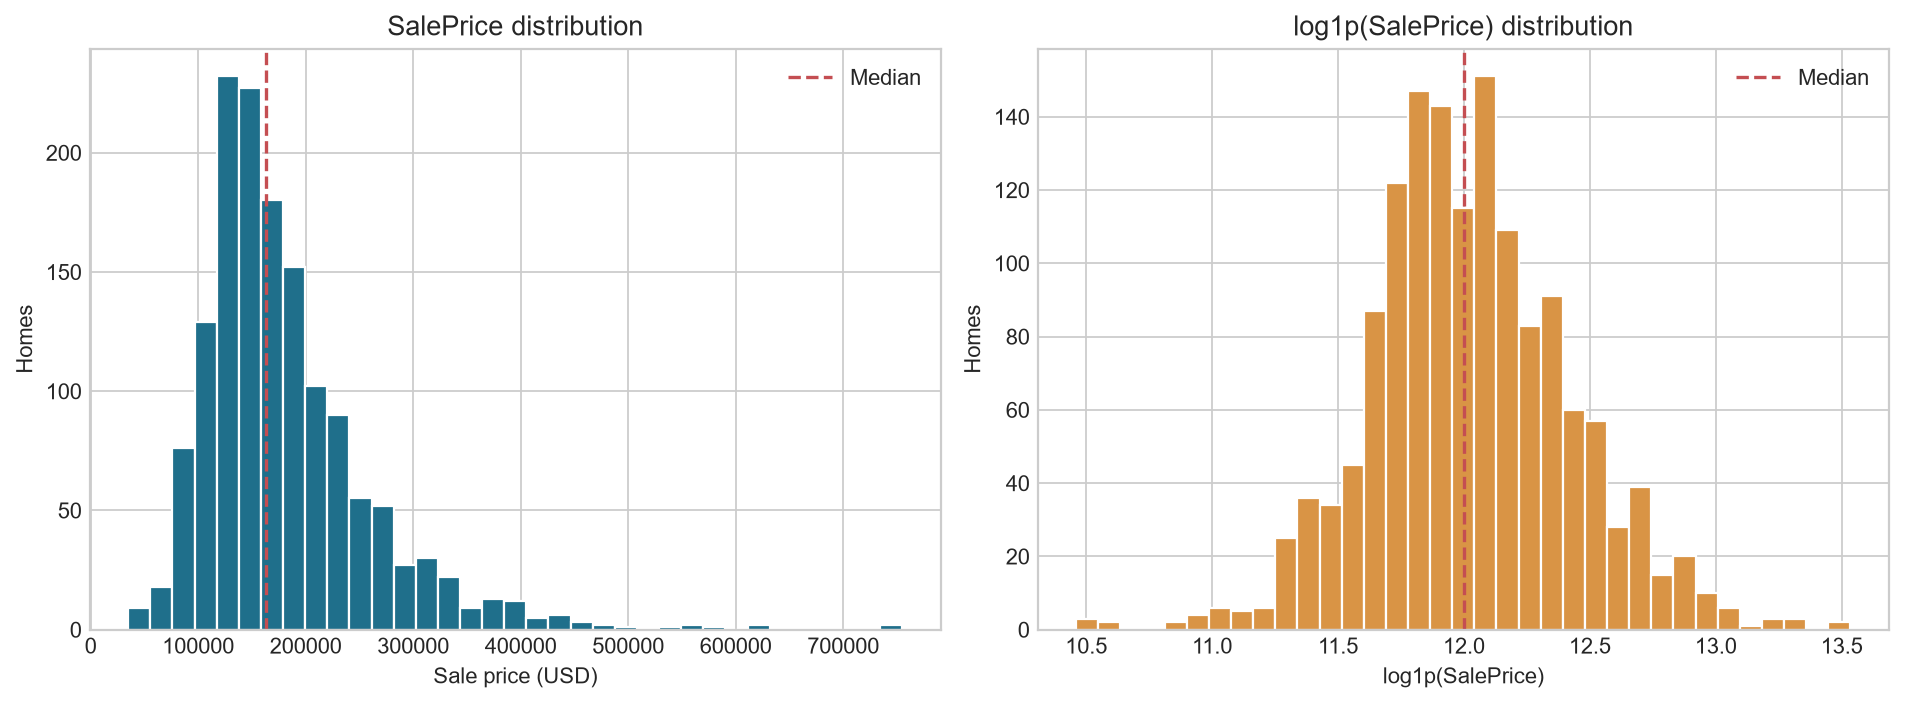 SalePrice distribution
Median
200
150
100
50
0
Homes
0 100000 200000 300000 400000 500000 600000 700000
Sale price (USD)
log1p(SalePrice) distribution
Median
140
120
100
80
60
40
20
0
Homes
10.5 11.0 11.5 12.0 12.5 13.0 13.5
log1p(SalePrice)